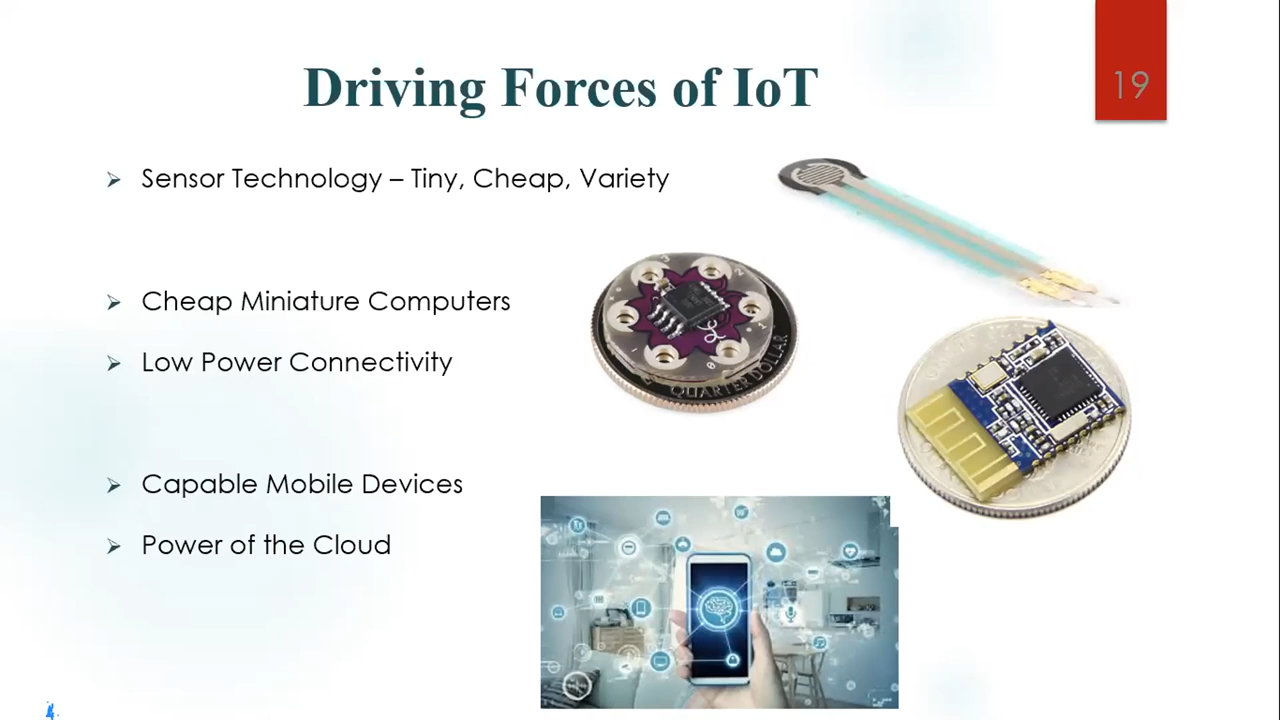 Driving Forces of IoT
19
Sensor Technology – Tiny, Cheap, Variety
Cheap Miniature Computers
Low Power Connectivity
Capable Mobile Devices
Power of the Cloud
QUARTER DOLLAR
4